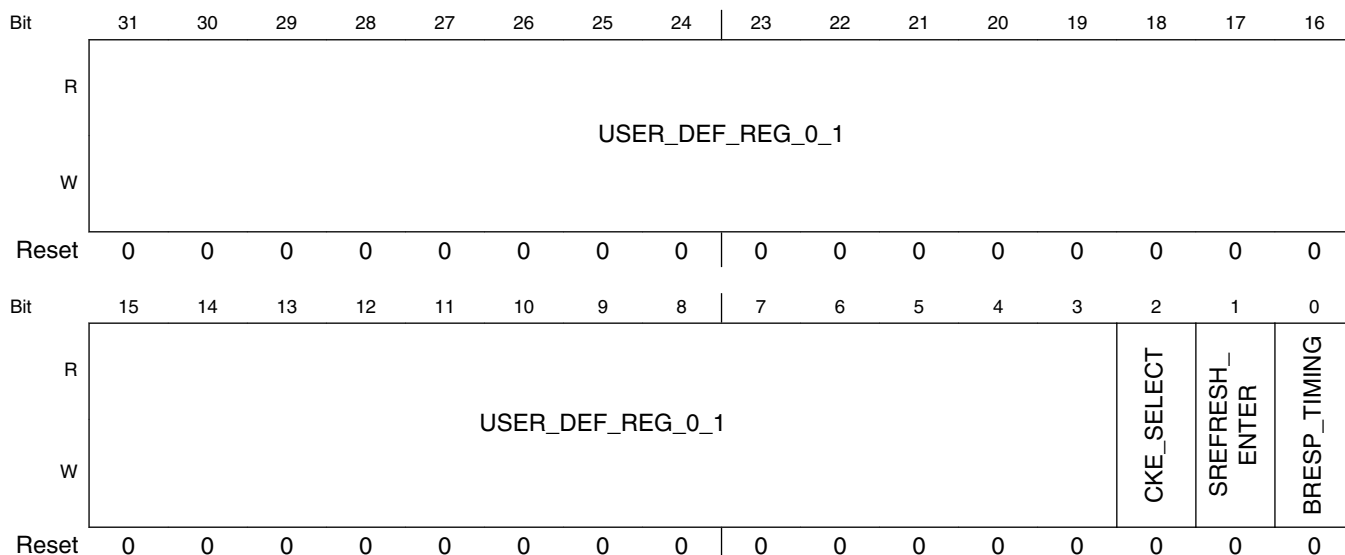 Bit 31 30 29 28 27 26 25 24 23 22 21 20 19 18 17 16
R
USER_DEF_REG_0_1
W
Reset 0 0 0 0 0 0 0 0 0 0 0 0 0 0 0 0
Bit 15 14 13 12 11 10 9 8 7 6 5 4 3 2 1 0
R
USER_DEF_REG_0_1
CKE_SELECT
SREFRESH_
ENTER
BRESP_TIMING
W
Reset 0 0 0 0 0 0 0 0 0 0 0 0 0 0 0 0